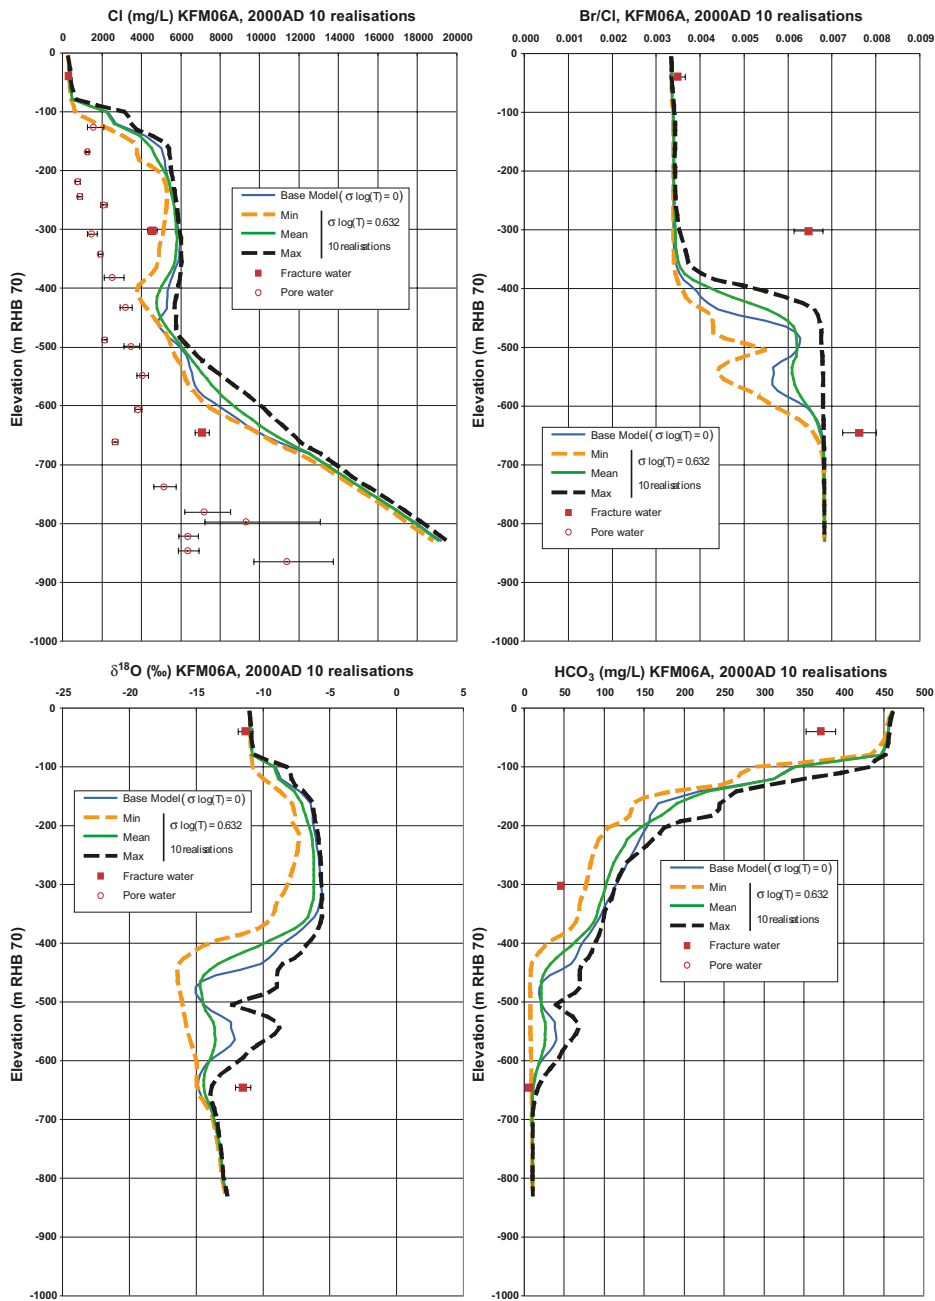 Cl (mg/L) KFM06A, 2000AD 10 realisations
0 2000 4000 6000 8000 10000 12000 14000 16000 18000 20000
0
-100
-200
-300
-400
-500
-600
-700
-800
-900
-1000
Elevation (m RHB 70)
Base Model (σ log(T) = 0)
Min
Mean
Max
σ log(T) = 0.632
10 realisations
Fracture water
Pore water
Br/Cl, KFM06A, 2000AD 10 realisations
0.000 0.001 0.002 0.003 0.004 0.005 0.006 0.007 0.008 0.009
0
-100
-200
-300
-400
-500
-600
-700
-800
-900
-1000
Elevation (m RHB 70)
Base Model (σ log(T) = 0)
Min
Mean
Max
σ log(T) = 0.632
10 realisations
Fracture water
Pore water
δ18O (‰) KFM06A, 2000AD 10 realisations
-25 -20 -15 -10 -5 0 5
0
-100
-200
-300
-400
-500
-600
-700
-800
-900
-1000
Elevation (m RHB 70)
Base Model (σ log(T) = 0)
Min
Mean
Max
σ log(T) = 0.632
10 realisations
Fracture water
Pore water
HCO3 (mg/L) KFM06A, 2000AD 10 realisations
0 50 100 150 200 250 300 350 400 450 500
0
-100
-200
-300
-400
-500
-600
-700
-800
-900
-1000
Elevation (m RHB 70)
Base Model (σ log(T) = 0)
Min
Mean
Max
σ log(T) = 0.632
10 realisations
Fracture water
Pore water